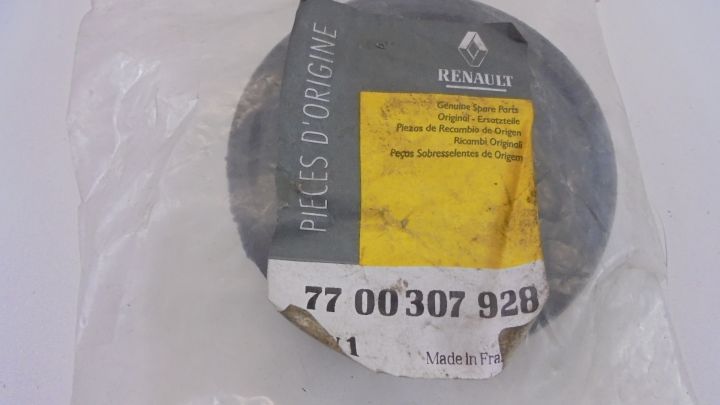 PIECES D'ORIGINE
RENAULT
Genuine Spare Parts
Original - Ersatzteile
Piezas de Recambio de Origen
Ricambi Originali
Peças Sobresselentes de Origem
77 00 307 928
1
Made in Fra